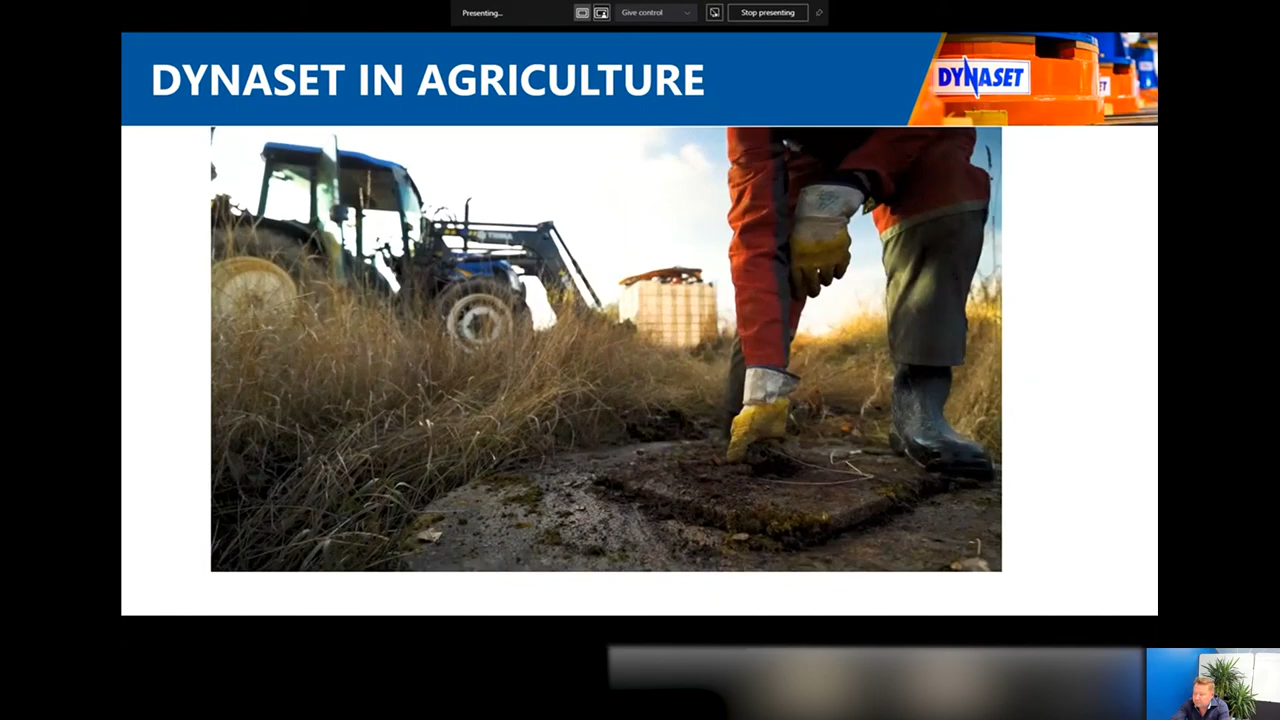 Presenting...
Give control
Stop presenting
DYNASET IN AGRICULTURE
DYNASET